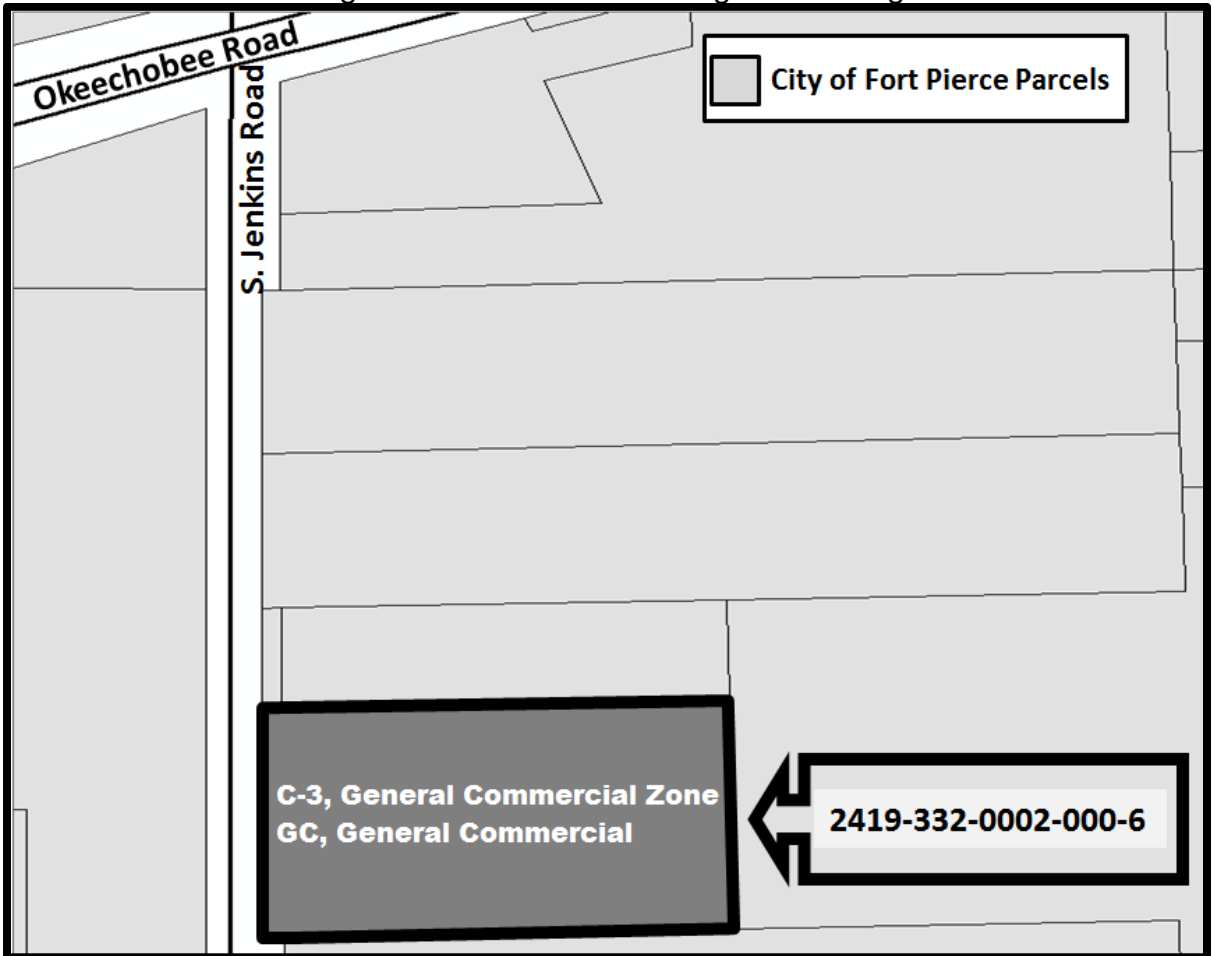 Okeechobee Road
S. Jenkins Road
City of Fort Pierce Parcels
C-3, General Commercial Zone
GC, General Commercial
2419-332-0002-000-6